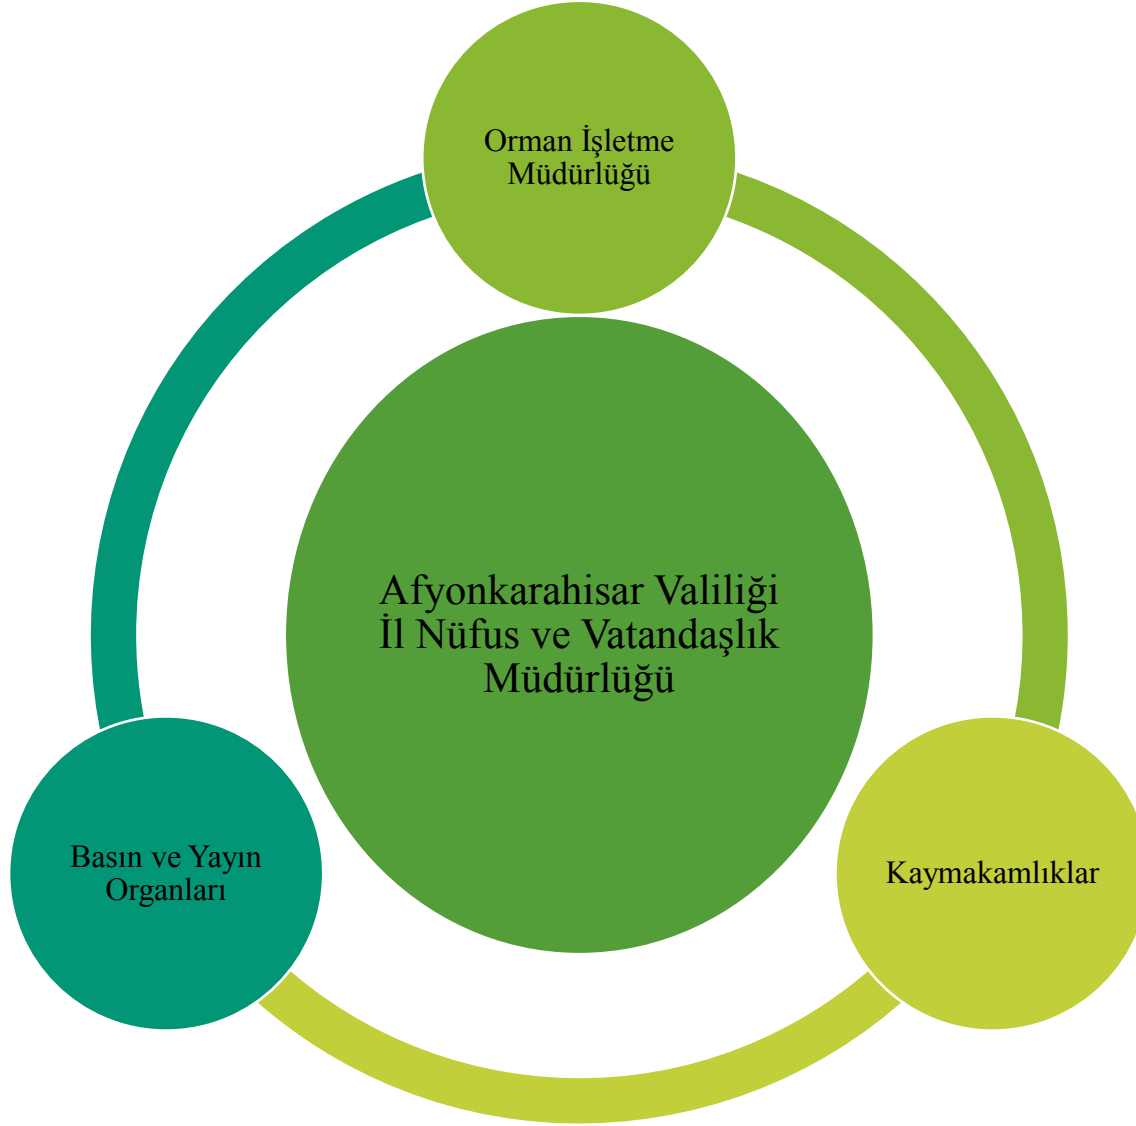 Orman İşletme
Müdürlüğü
Afyonkarahisar Valiliği
İl Nüfus ve Vatandaşlık
Müdürlüğü
Basın ve Yayın
Organları
Kaymakamlıklar